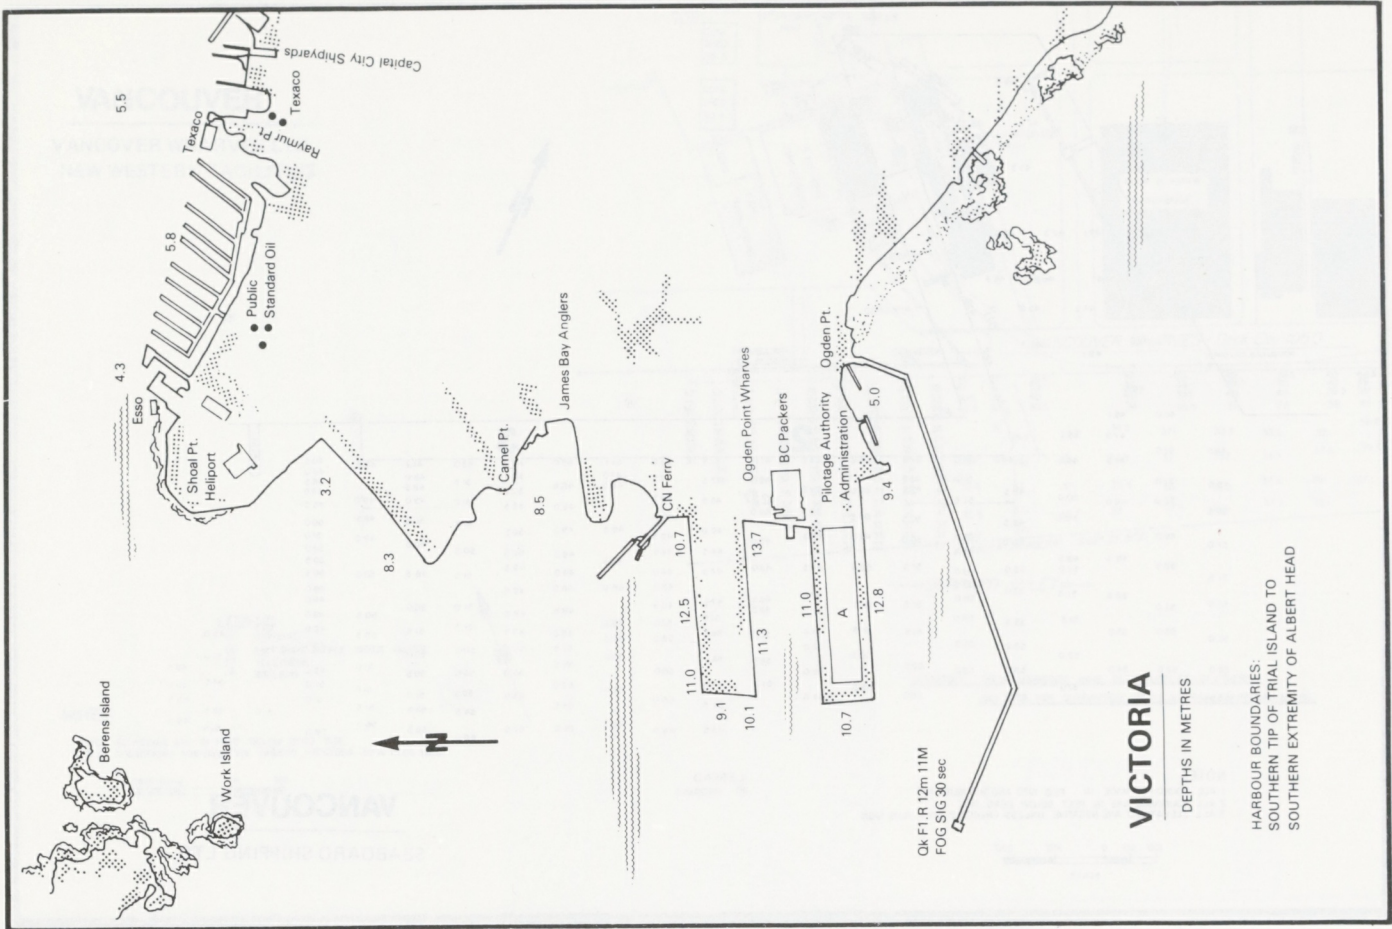 Berens Island
Work Island
N
Qk F1.R 12m 11M
FOG SIG 30 sec
5.5
Capital City Shipyards
Texaco
Raymur Pt.
Texaco
5.8
Public
Standard Oil
4.3
Esso
Shoal Pt.
Heliport
3.2
8.3
Camel Pt.
8.5
James Bay Anglers
CN Ferry
10.7
12.5
11.0
9.1
10.1
11.3
13.7
Ogden Point Wharves
BC Packers
11.0
A
10.7
12.8
Pilotage Authority
Administration
9.4
5.0
Ogden Pt.
VICTORIA
DEPTHS IN METRES
HARBOUR BOUNDARIES:
SOUTHERN TIP OF TRIAL ISLAND TO
SOUTHERN EXTREMITY OF ALBERT HEAD